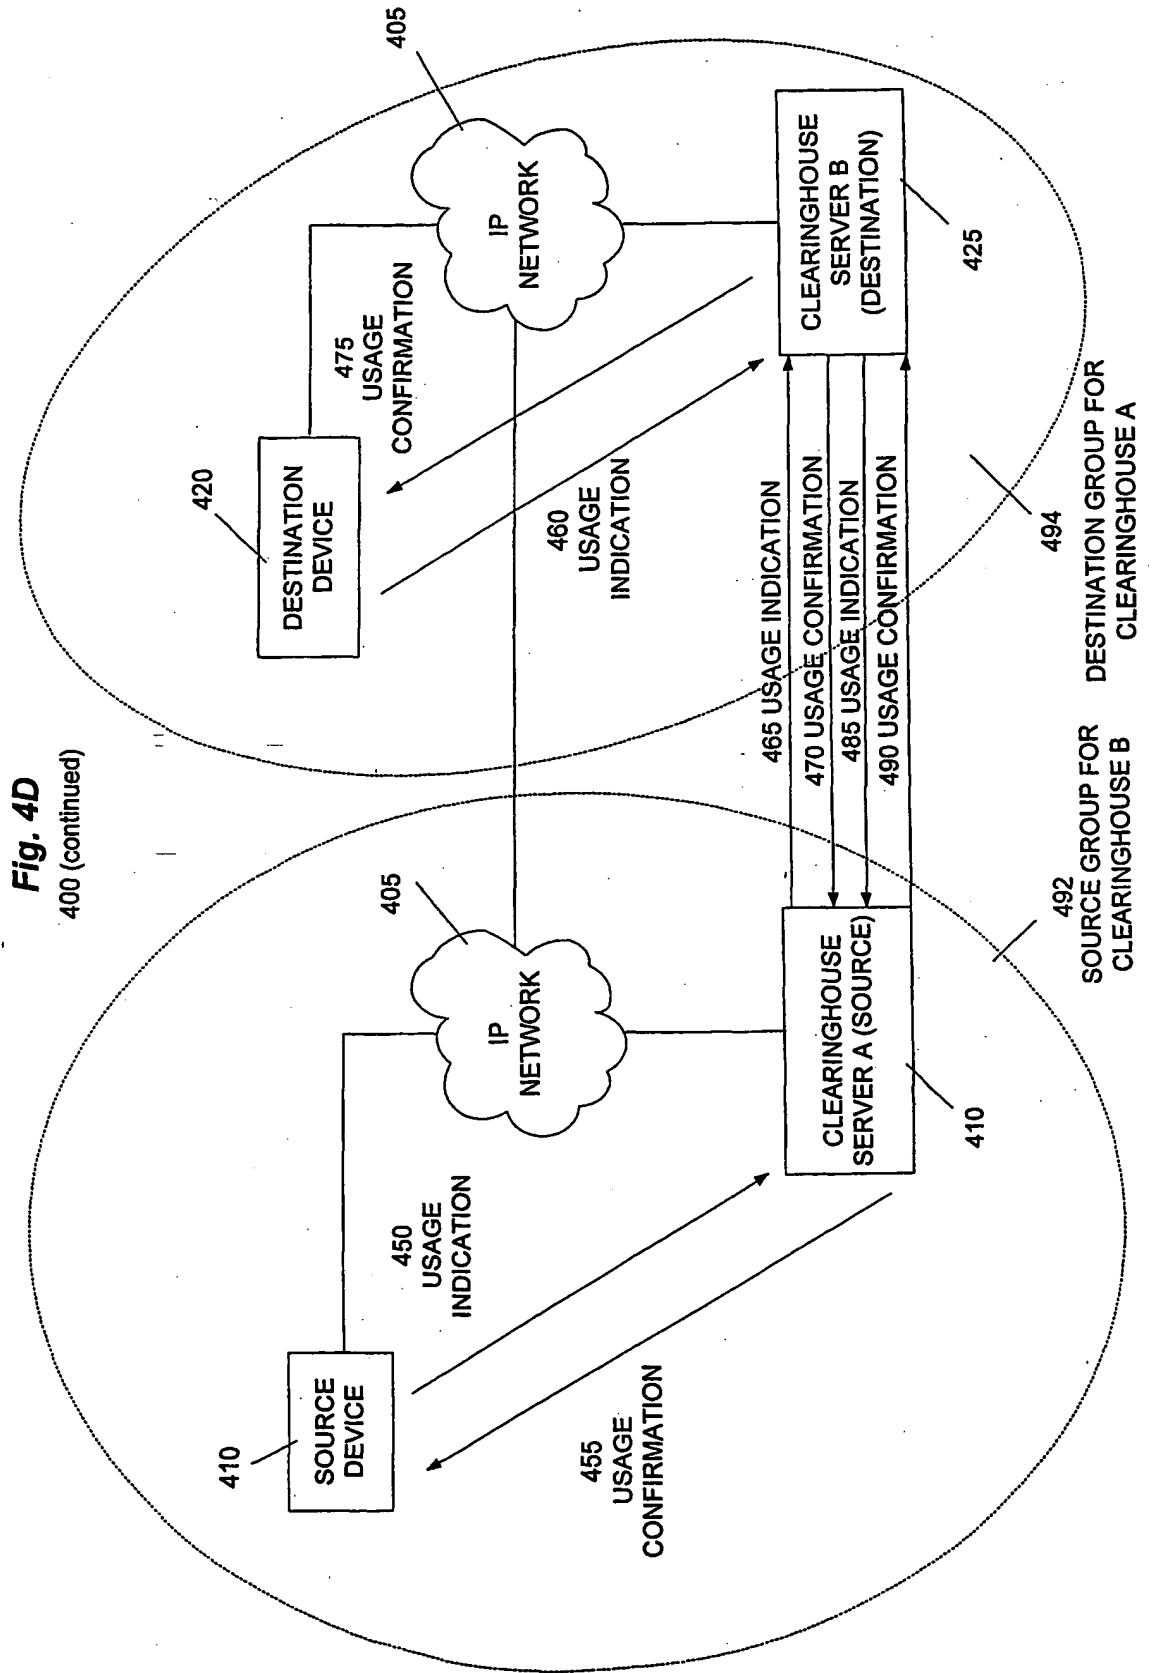 Fig. 4D
400 (continued)
410
SOURCE
DEVICE
450
USAGE
INDICATION
455
USAGE
CONFIRMATION
405
IP
NETWORK
CLEARINGHOUSE
SERVER A (SOURCE)
410
492
SOURCE GROUP FOR
CLEARINGHOUSE B
465 USAGE INDICATION
470 USAGE CONFIRMATION
485 USAGE INDICATION
490 USAGE CONFIRMATION
420
DESTINATION
DEVICE
475
USAGE
CONFIRMATION
460
USAGE
INDICATION
405
IP
NETWORK
CLEARINGHOUSE
SERVER B
(DESTINATION)
425
494
DESTINATION GROUP FOR
CLEARINGHOUSE A